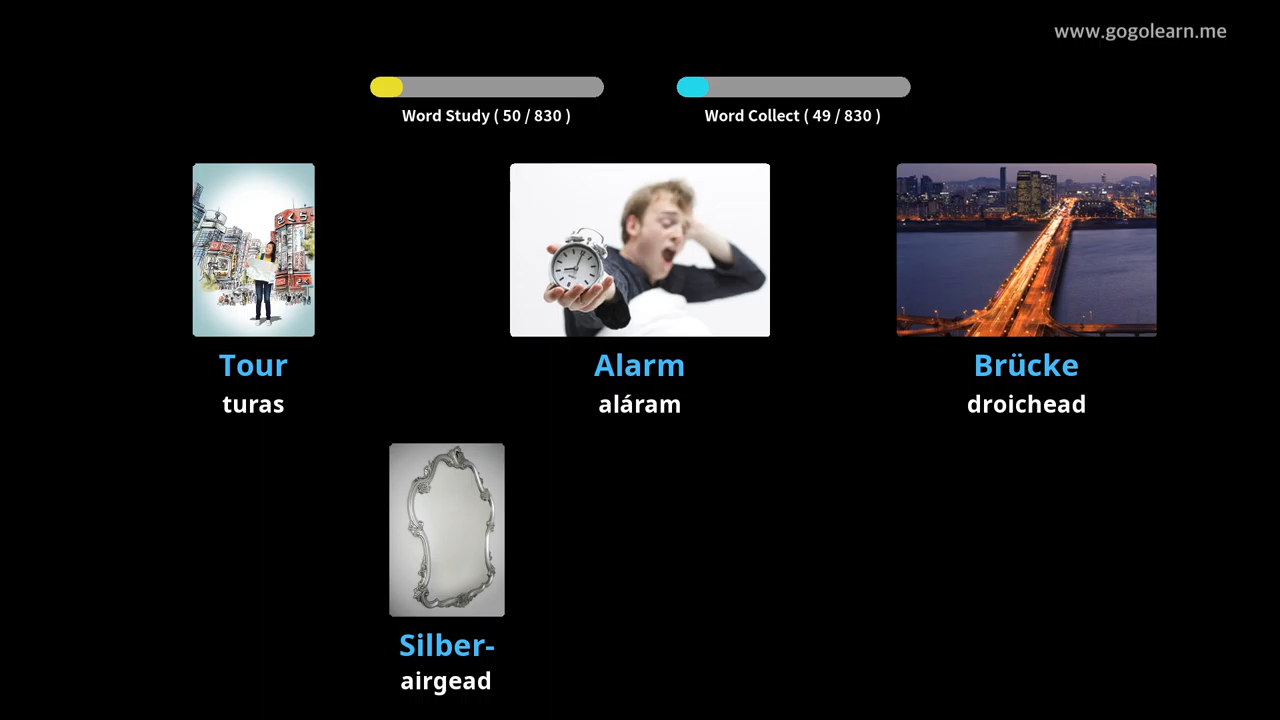 www.gogolearn.me
Word Study ( 50 / 830 )
Word Collect ( 49 / 830 )
Tour
turas
Alarm
aláram
Brücke
droichead
Silber-
airgead